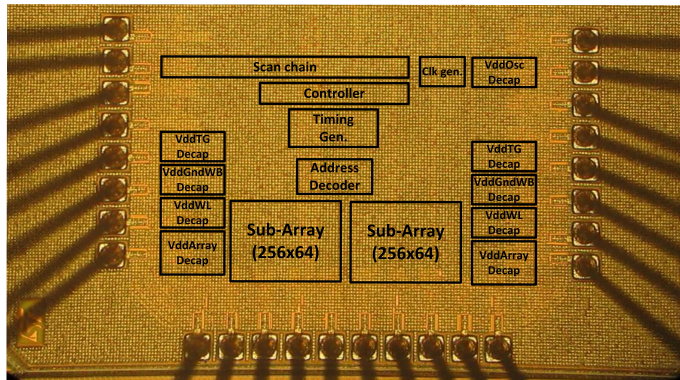 Scan chain
Clk gen.
VddOsc
Decap
Controller
Timing
Gen.
VddTG
Decap
VddGndWB
Decap
VddWL
Decap
VddArray
Decap
Address
Decoder
Sub-Array
(256x64)
Sub-Array
(256x64)
VddTG
Decap
VddGndWB
Decap
VddWL
Decap
VddArray
Decap